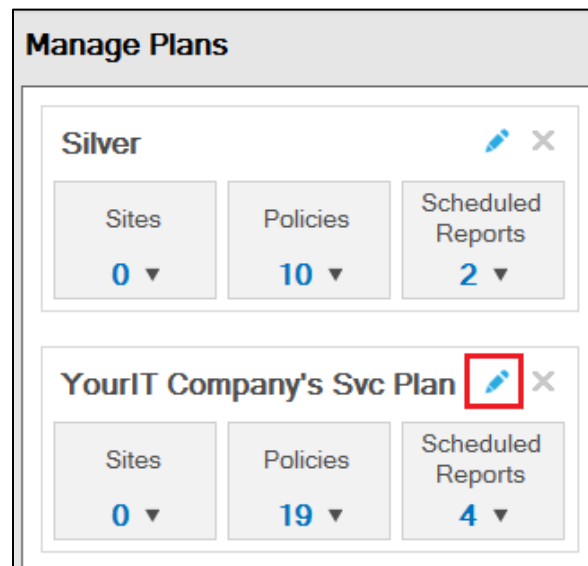 Manage Plans
Silver
Sites
Policies
Scheduled
Reports
0
10
2
YourIT Company's Svc Plan
Sites
Policies
Scheduled
Reports
0
19
4